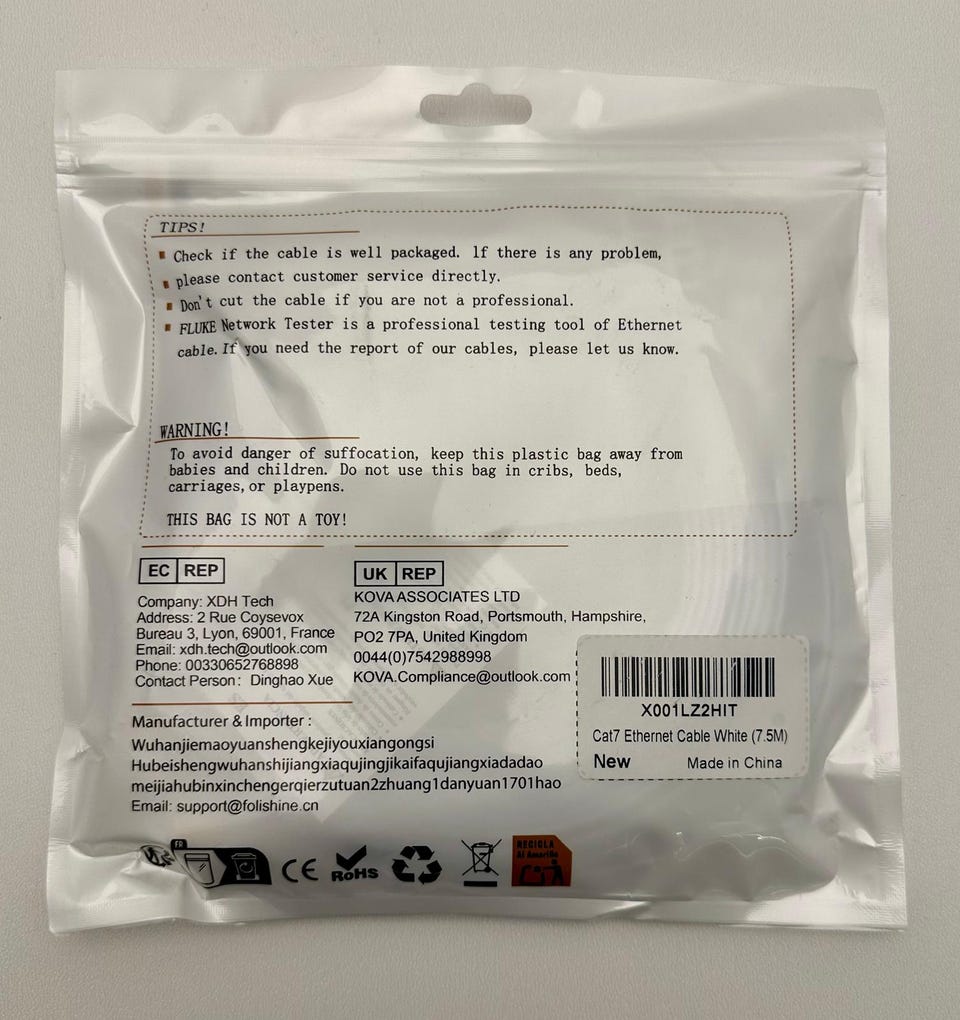 TIPS!
Check if the cable is well packaged. lf there is any problem,
please contact customer service directly.
Don't cut the cable if you are not a professional.
FLUKE Network Tester is a professional testing tool of Ethernet
cable. If you need the report of our cables, please let us know.
WARNING!
To avoid danger of suffocation, keep this plastic bag away from
babies and children. Do not use this bag in cribs, beds,
carriages, or playpens.
THIS BAG IS NOT A TOY!
EC REP
Company: XDH Tech
Address: 2 Rue Coysevox
Bureau 3, Lyon, 69001, France
Email: xdh.tech@outlook.com
Phone: 00330652768898
Contact Person: Dinghao Xue
UK REP
KOVA ASSOCIATES LTD
72A Kingston Road, Portsmouth, Hampshire,
PO2 7PA, United Kingdom
0044(0)7542988998
KOVA.Compliance@outlook.com
X001LZ2HIT
Cat7 Ethernet Cable White (7.5M)
New Made in China
Manufacturer & Importer :
Wuhanjiemaoyuanshengkejiyouxiangongsi
Hubeishengwuhanshijiangxiaqujingjikaifaqujiangxiadadao
meijiahubinxinchengerqierzutuan2zhuang1danyuan1701hao
Email: support@folishine.cn
FR
CE
RoHS
RECICLA
Al Amarillo